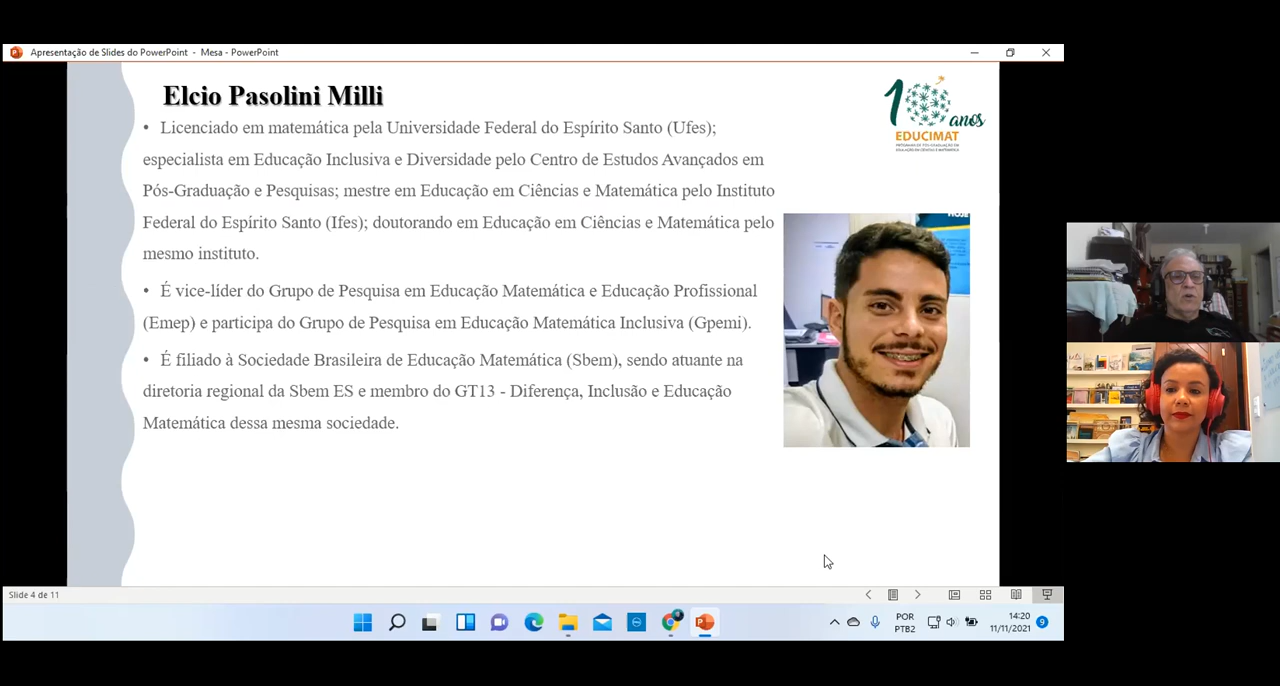 Apresentação de Slides do PowerPoint - Mesa - PowerPoint
Elcio Pasolini Milli
• Licenciado em matemática pela Universidade Federal do Espírito Santo (Ufes);
especialista em Educação Inclusiva e Diversidade pelo Centro de Estudos Avançados em
Pós-Graduação e Pesquisas; mestre em Educação em Ciências e Matemática pelo Instituto
Federal do Espírito Santo (Ifes); doutorando em Educação em Ciências e Matemática pelo
mesmo instituto.
• É vice-líder do Grupo de Pesquisa em Educação Matemática e Educação Profissional
(Emep) e participa do Grupo de Pesquisa em Educação Matemática Inclusiva (Gpemi).
• É filiado à Sociedade Brasileira de Educação Matemática (Sbem), sendo atuante na
diretoria regional da Sbem ES e membro do GT13 - Diferença, Inclusão e Educação
Matemática dessa mesma sociedade.
10 anos
EDUCIMAT
HOJE
Slide 4 de 11
POR
PTB2
14:20
11/11/2021
9